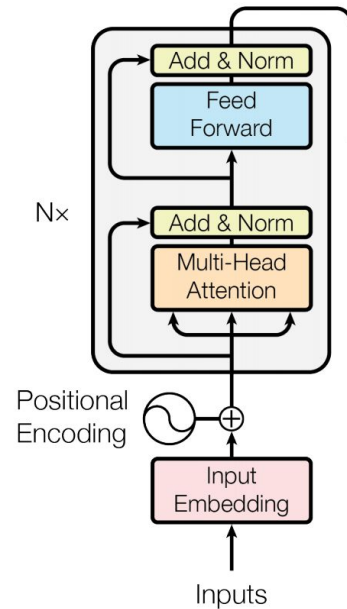 Add & Norm
Feed
Forward
N×
Add & Norm
Multi-Head
Attention
Positional
Encoding
Input
Embedding
Inputs